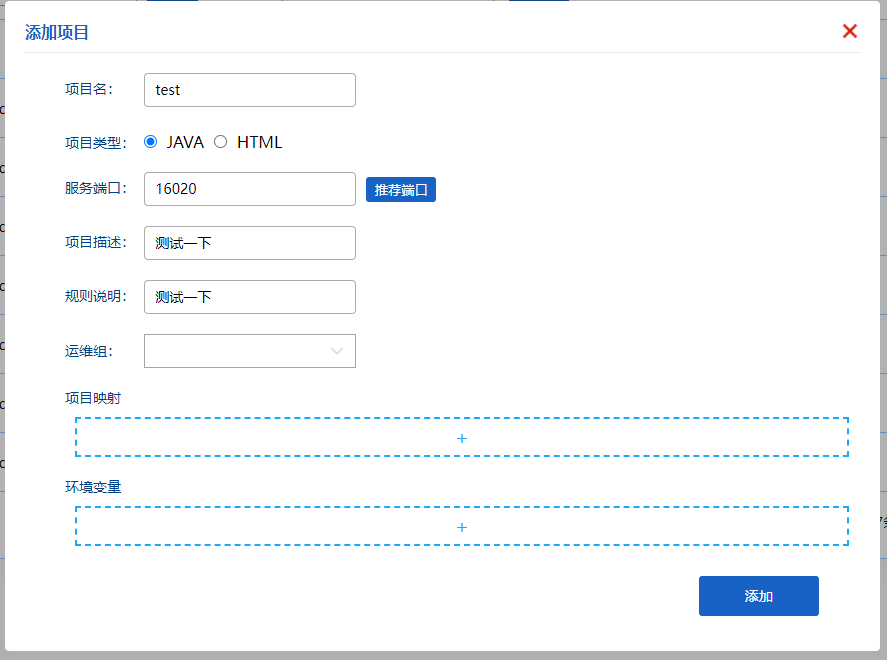 添加项目
项目名： test
项目类型： JAVA HTML
服务端口： 16020 推荐端口
项目描述： 测试一下
规则说明： 测试一下
运维组：
项目映射
+
环境变量
+
添加